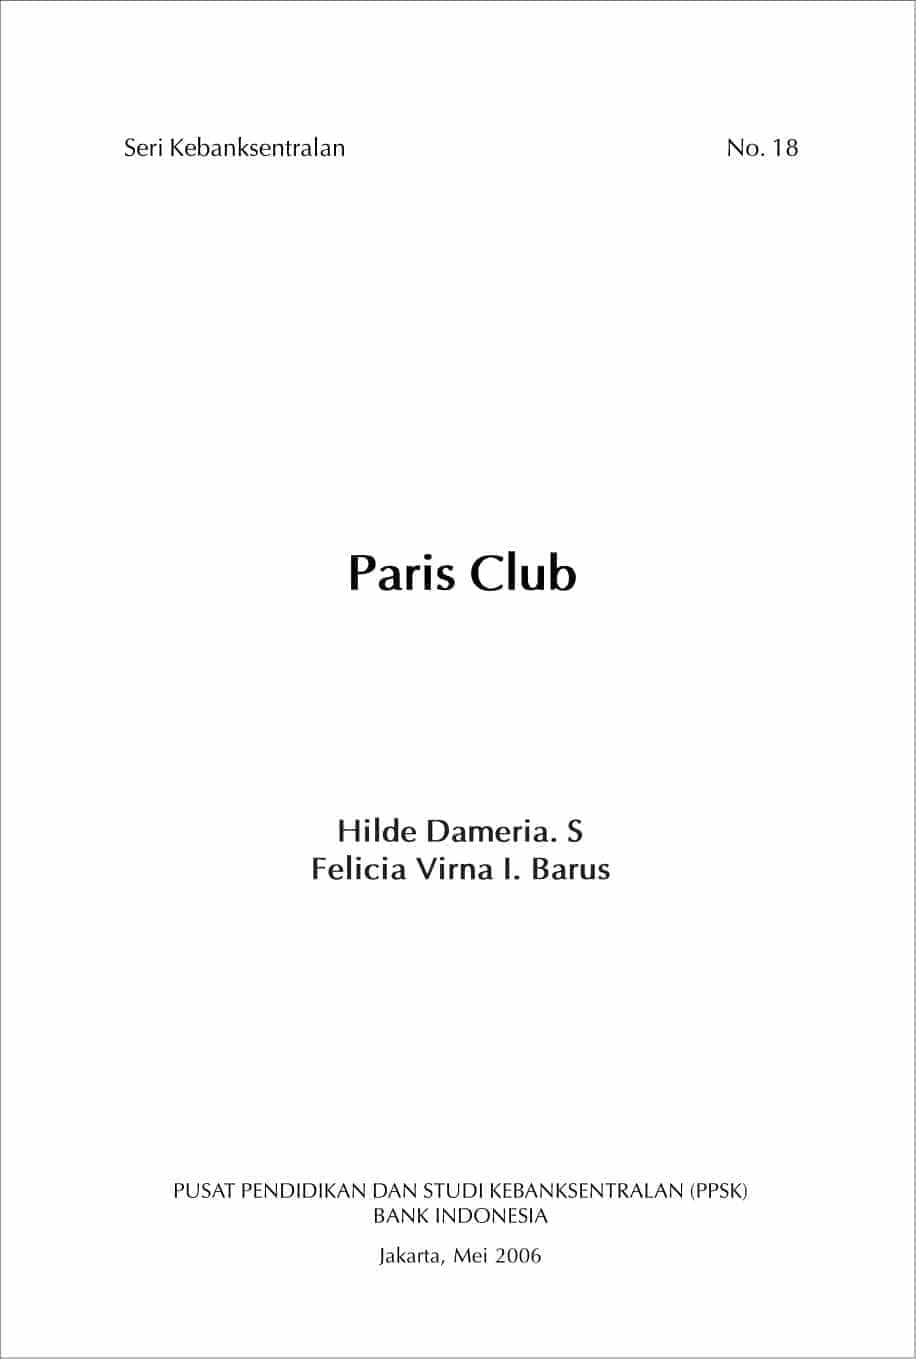 Seri Kebanksentralan No. 18
Paris Club
Hilde Dameria. S
Felicia Virna I. Barus
PUSAT PENDIDIKAN DAN STUDI KEBANKSENTRALAN (PPSK)
BANK INDONESIA
Jakarta, Mei 2006